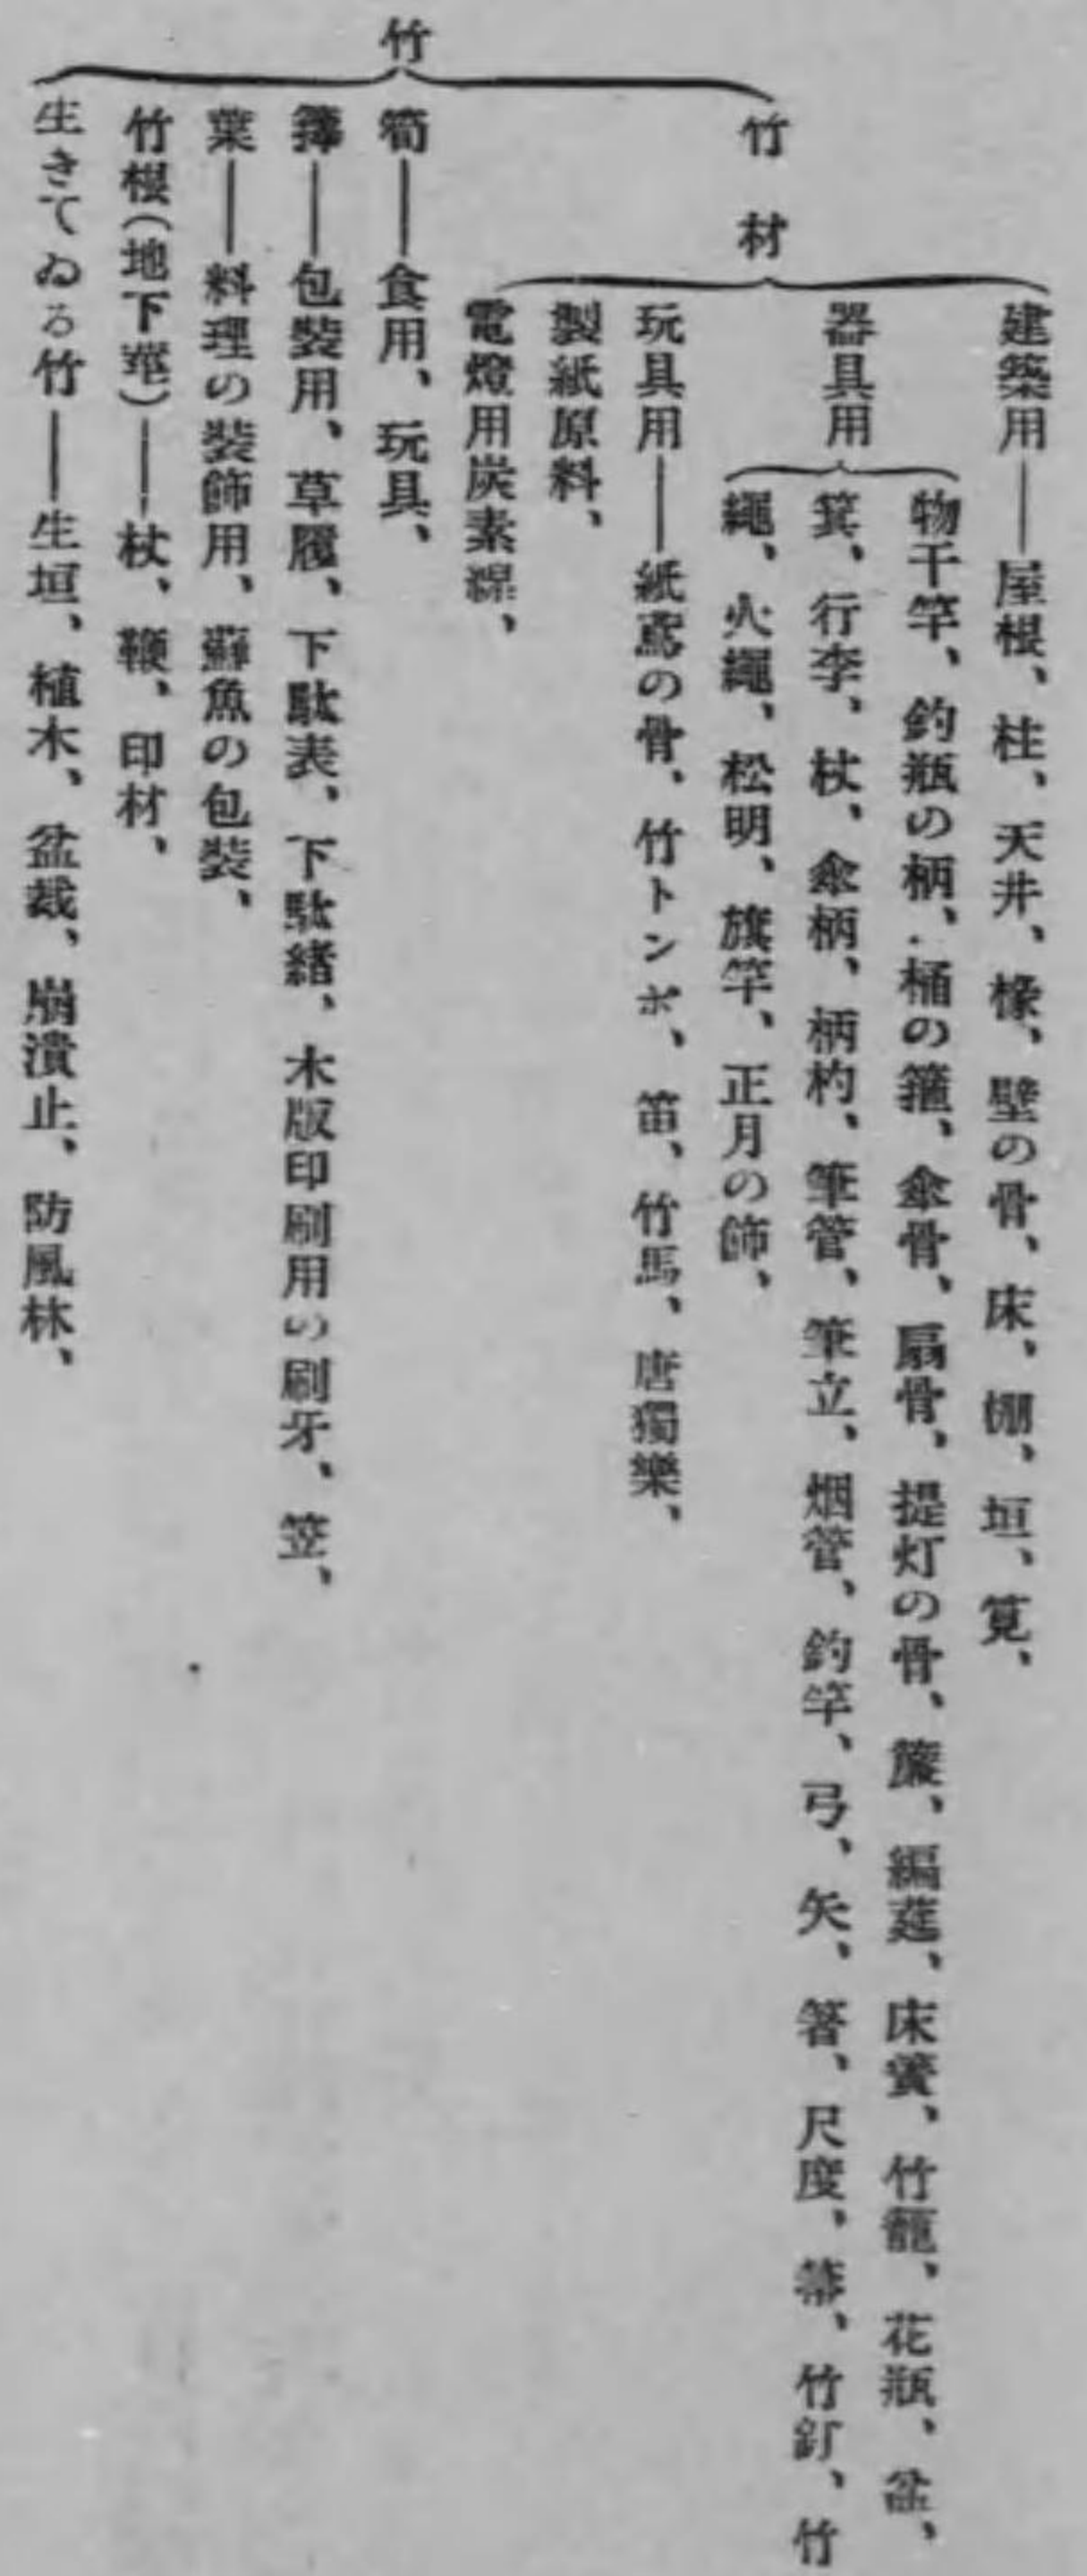 竹
竹材
建築用――屋根、柱、天井、椽、壁の骨、床、棚、垣、筧、
器具用
物干竿、釣瓶の柄、桶の箍、傘骨、扇骨、提灯の骨、簾、編莚、床簀、竹籠、花瓶、盆、
箕、行李、杖、傘柄、柄杓、筆管、筆立、烟管、釣竿、弓、矢、箸、尺度、箒、竹釘、竹
繩、火繩、松明、旗竿、正月の飾、
玩具用――紙鳶の骨、竹トンボ、笛、竹馬、唐獨樂、
製紙原料、
電燈用炭素線、
筍――食用、玩具、
籜――包裝用、草履、下駄表、下駄緒、木版印刷用の刷牙、笠、
葉――料理の裝飾用、蘇魚の包裝、
竹根(地下莖)――杖、鞭、印材、
生きてゐる竹――生垣、植木、盆栽、崩潰止、防風林、